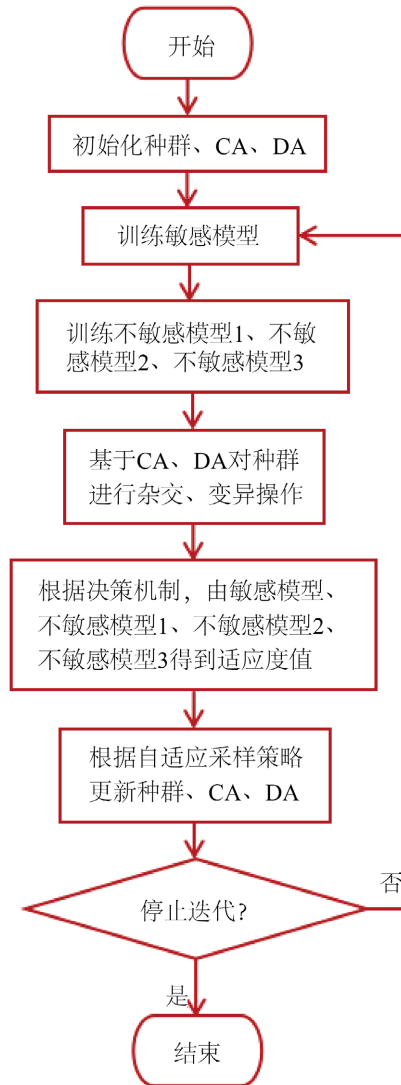 开始
初始化种群、CA、DA
训练敏感模型
训练不敏感模型1、不敏
感模型2、不敏感模型3
基于CA、DA对种群
进行杂交、变异操作
根据决策机制，由敏感模型、
不敏感模型1、不敏感模型2、
不敏感模型3得到适应度值
根据自适应采样策略
更新种群、CA、DA
停止迭代?
否
是
结束